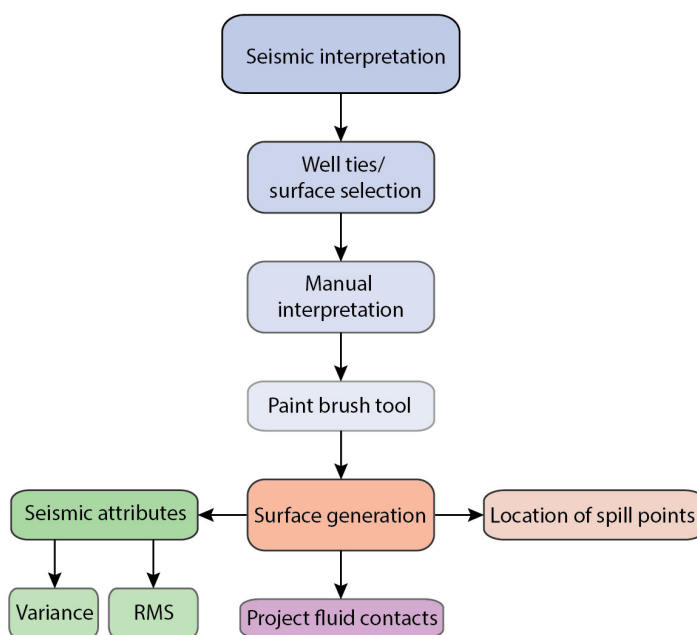 Seismic interpretation
Well ties/
surface selection
Manual
interpretation
Paint brush tool
Seismic attributes
Surface generation
Location of spill points
Variance
RMS
Project fluid contacts